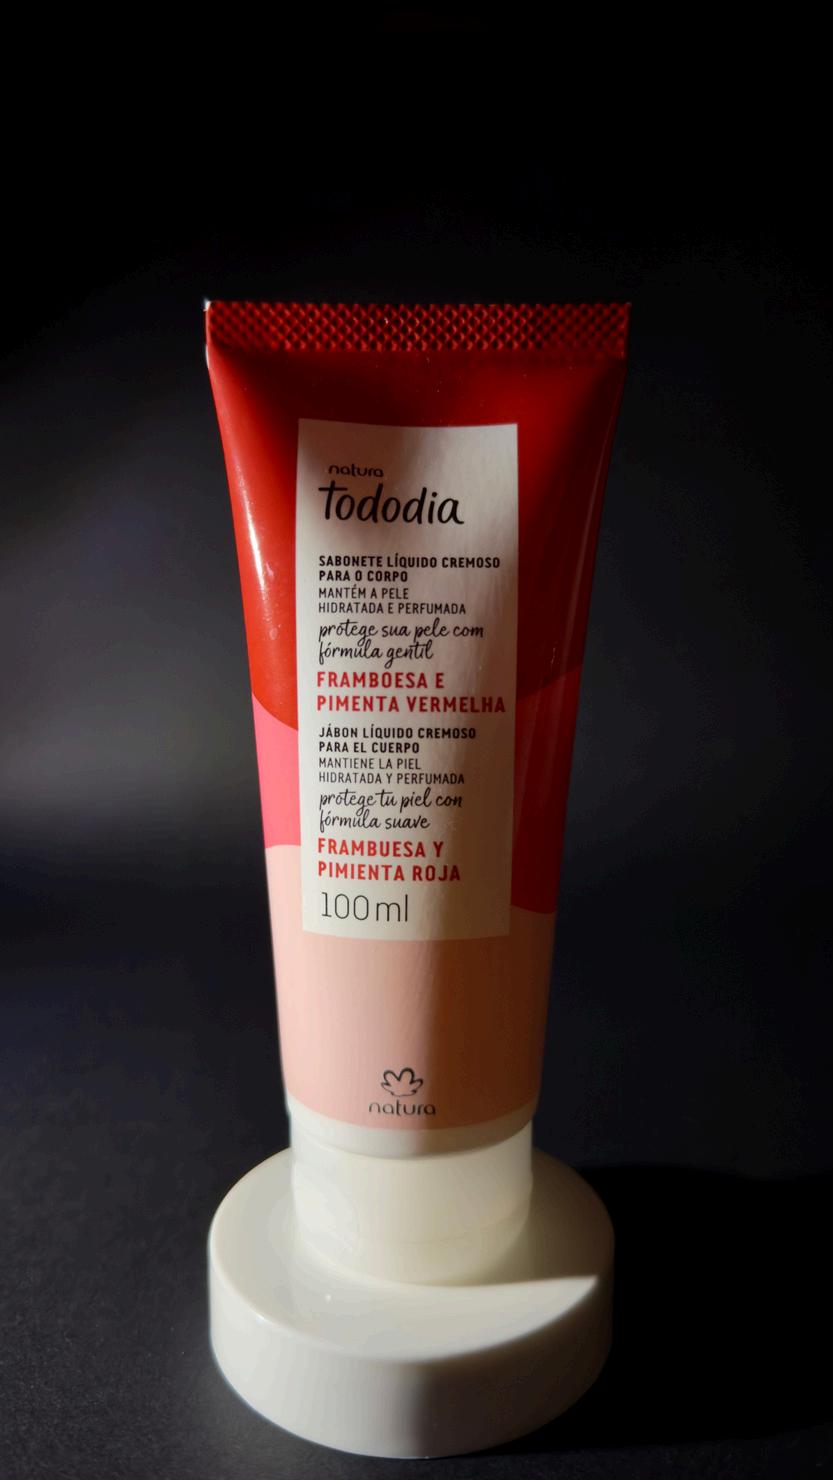 natura
Tododia
SABONETE LÍQUIDO CREMOSO
PARA O CORPO
MANTÉM A PELE
HIDRATADA E PERFUMADA
protege sua pele com
fórmula gentil
FRAMBOESA E
PIMENTA VERMELHA
JÁBON LÍQUIDO CREMOSO
PARA EL CUERPO
MANTIENE LA PIEL
HIDRATADA Y PERFUMADA
protege tu piel con
fórmula suave
FRAMBUESA Y
PIMIENTA ROJA
100ml
natura